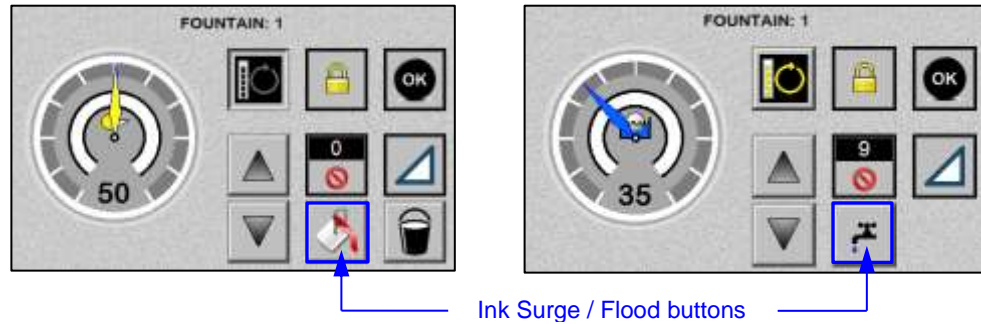 FOUNTAIN: 1
OK
0
50
FOUNTAIN: 1
OK
9
35
Ink Surge / Flood buttons